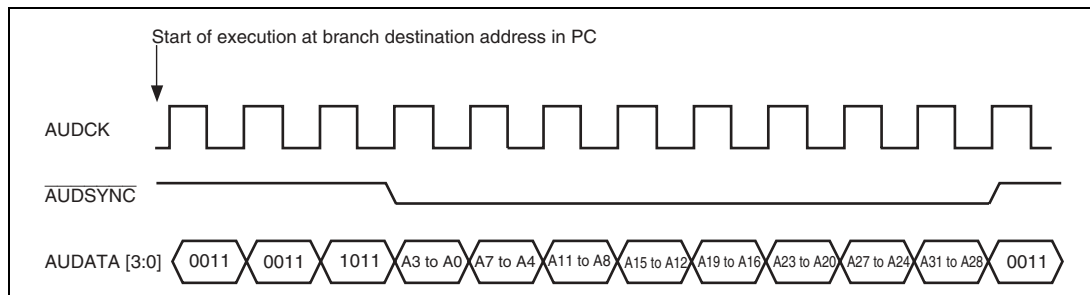 Start of execution at branch destination address in PC
AUDCK
AUDSYNC
AUDATA [3:0] 0011 0011 1011 A3 to A0 A7 to A4 A11 to A8 A15 to A12 A19 to A16 A23 to A20 A27 to A24 A31 to A28 0011